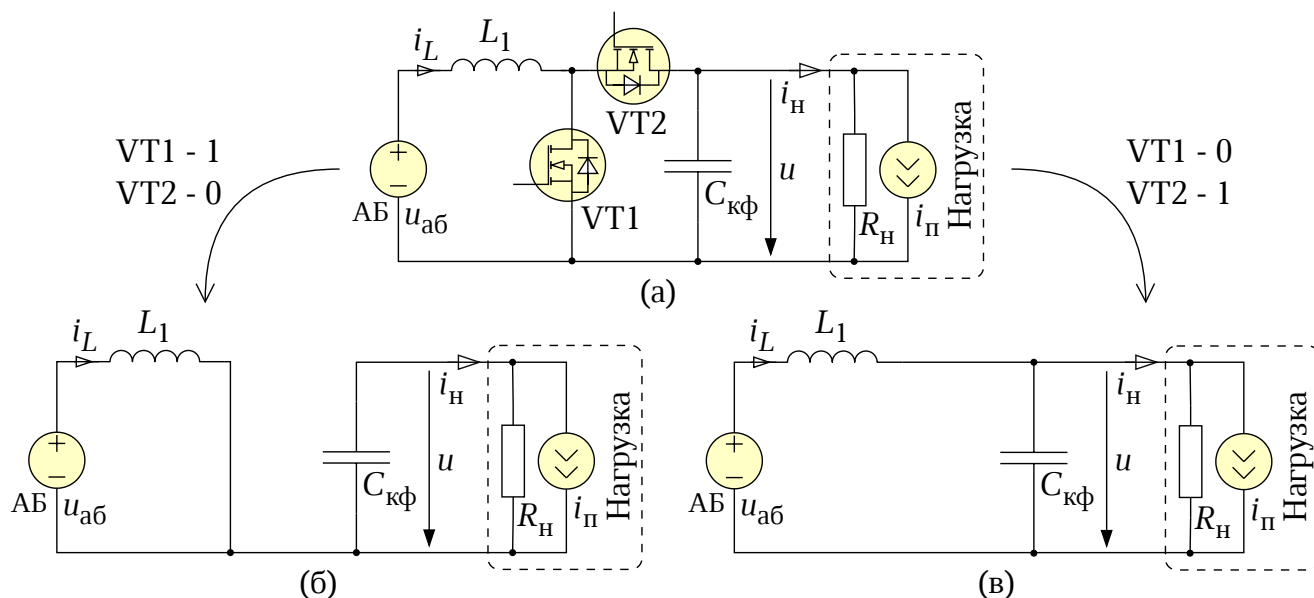 i_L
L_1
VT2
VT1 - 1
VT2 - 0
АБ
u_аб
VT1
C_кф
u
i_н
R_н
i_п
Нагрузка
VT1 - 0
VT2 - 1
(а)
i_L
L_1
АБ
u_аб
C_кф
u
i_н
R_н
i_п
Нагрузка
(б)
i_L
L_1
АБ
u_аб
C_кф
u
i_н
R_н
i_п
Нагрузка
(в)